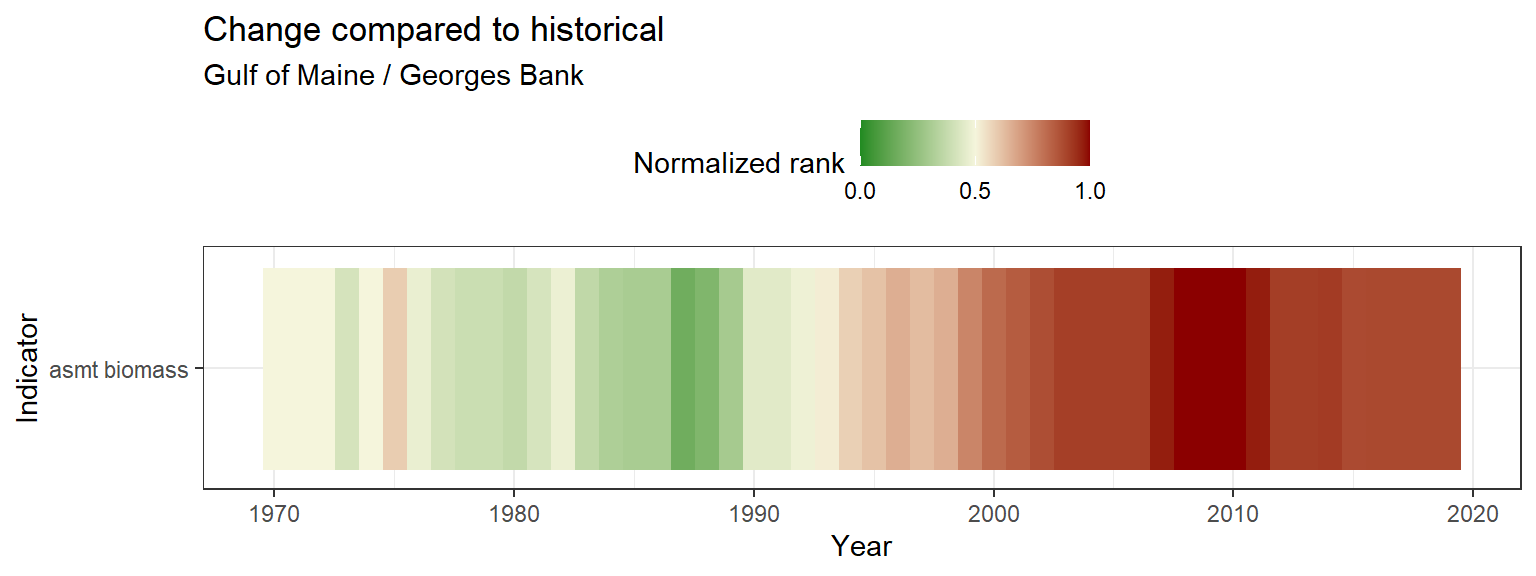 Change compared to historical
Gulf of Maine / Georges Bank
Normalized rank
0.0 0.5 1.0
Indicator
asmt biomass
1970 1980 1990 2000 2010 2020
Year